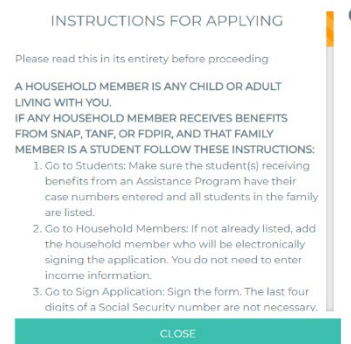 INSTRUCTIONS FOR APPLYING
Please read this in its entirety before proceeding
A HOUSEHOLD MEMBER IS ANY CHILD OR ADULT
LIVING WITH YOU.
IF ANY HOUSEHOLD MEMBER RECEIVES BENEFITS
FROM SNAP, TANF, OR FDPIR, AND THAT FAMILY
MEMBER IS A STUDENT FOLLOW THESE INSTRUCTIONS:
1. Go to Students: Make sure the student(s) receiving
benefits from an Assistance Program have their
case numbers entered and all students in the family
are listed.
2. Go to Household Members: If not already listed, add
the household member who will be electronically
signing the application. You do not need to enter
income information.
3. Go to Sign Application: Sign the form. The last four
digits of a Social Security number are not necessary.
CLOSE